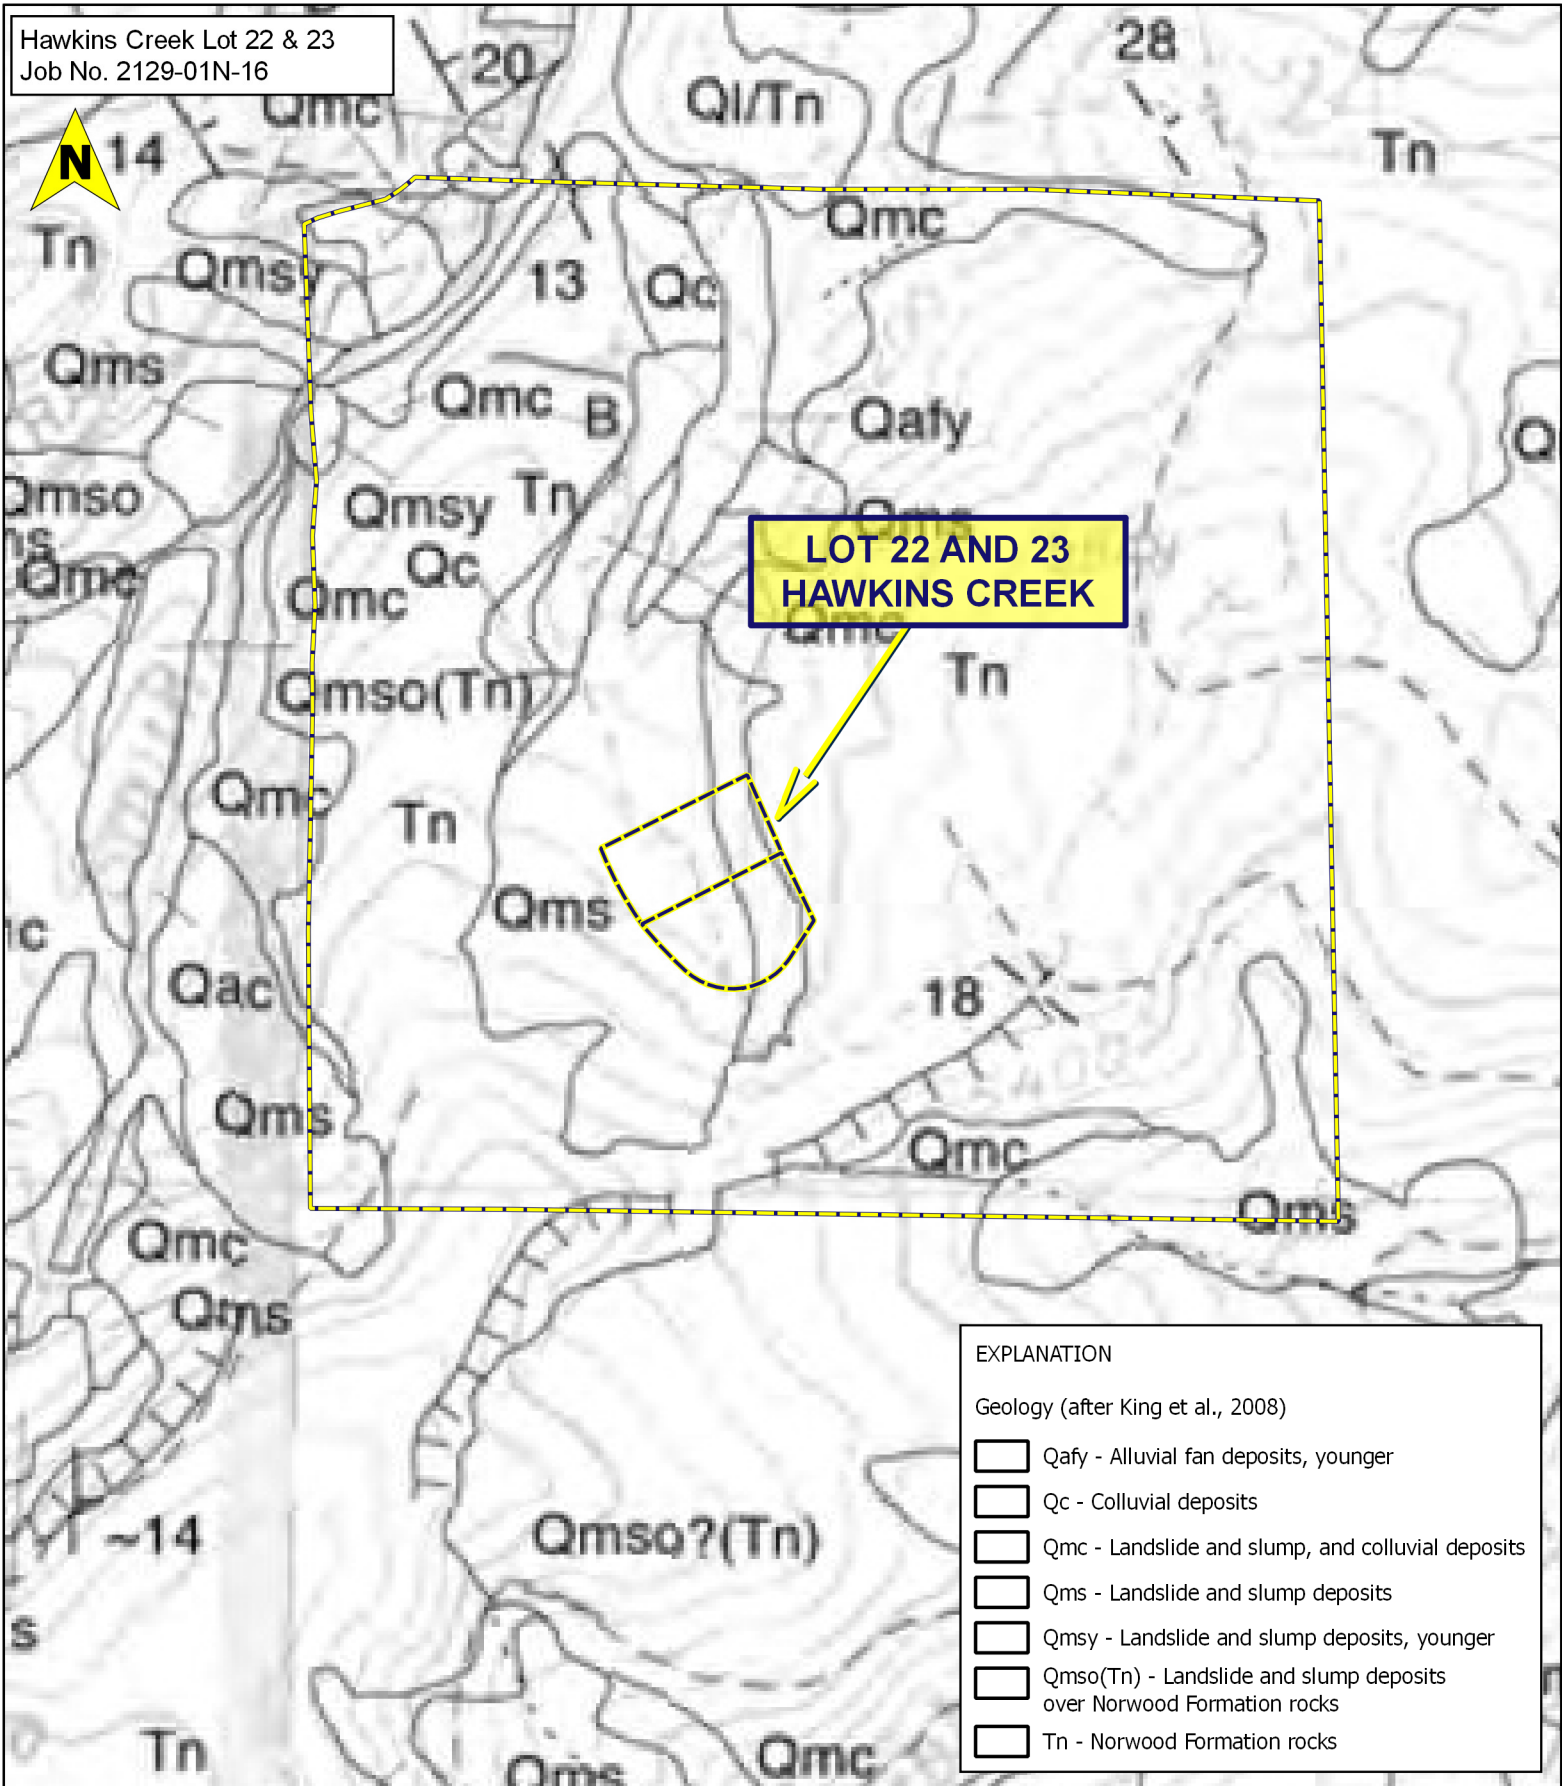 Hawkins Creek Lot 22 & 23
Job No. 2129-01N-16
20
28
Qmc
Ql/Tn
N
14
Tn
Qmc
Tn
Qmsy
13
Qc
Qms
Qmc
B
Qafy
Qmso
Qmsy
Tn
Qms
LOT 22 AND 23
HAWKINS CREEK
Qmc
Qc
Qmc
Qmc
Tn
Qmso(Tn)
Qmc
Tn
Qms
Qac
18
Qms
Qmc
Qms
Qmc
Qms
~14
Qmso?(Tn)
Tn
Qms
Qmc
EXPLANATION
Geology (after King et al., 2008)
Qafy - Alluvial fan deposits, younger
Qc - Colluvial deposits
Qmc - Landslide and slump, and colluvial deposits
Qms - Landslide and slump deposits
Qmsy - Landslide and slump deposits, younger
Qmso(Tn) - Landslide and slump deposits
over Norwood Formation rocks
Tn - Norwood Formation rocks